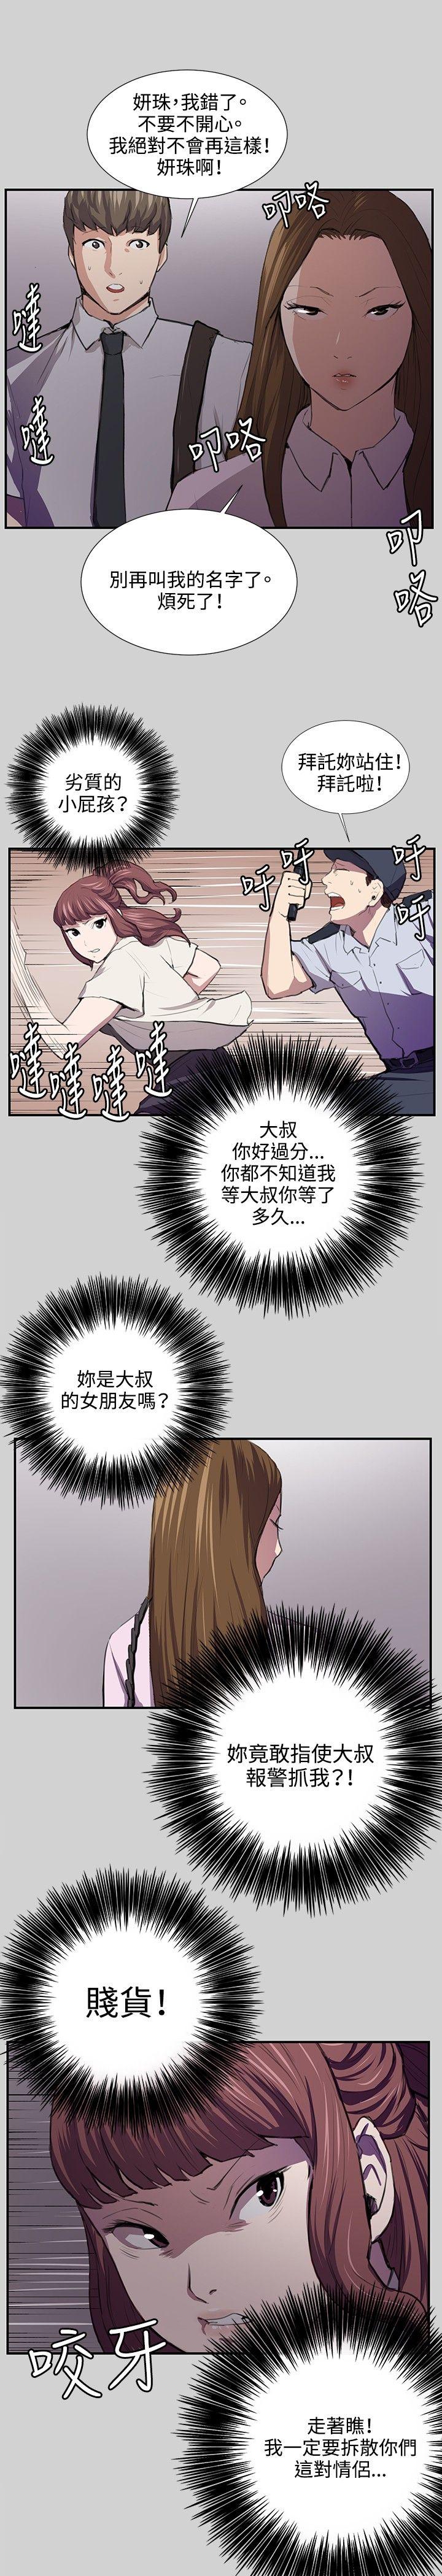 妍珠，我錯了。
不要不開心。
我絕對不會再這樣！
妍珠啊！
叩咯
噠
噠
叩咯
叩咯
別再叫我的名字了。
煩死了！
劣質的
小屁孩？
拜託妳站住！
拜託啦！
吁
吁
吁
吁
噠
噠
噠
噠
大叔
你好過分…
你都不知道我
等大叔你等了
多久…
妳是大叔
的女朋友嗎？
妳竟敢指使大叔
報警抓我？！
賤貨！
咬牙
走著瞧！
我一定要拆散你們
這對情侶…